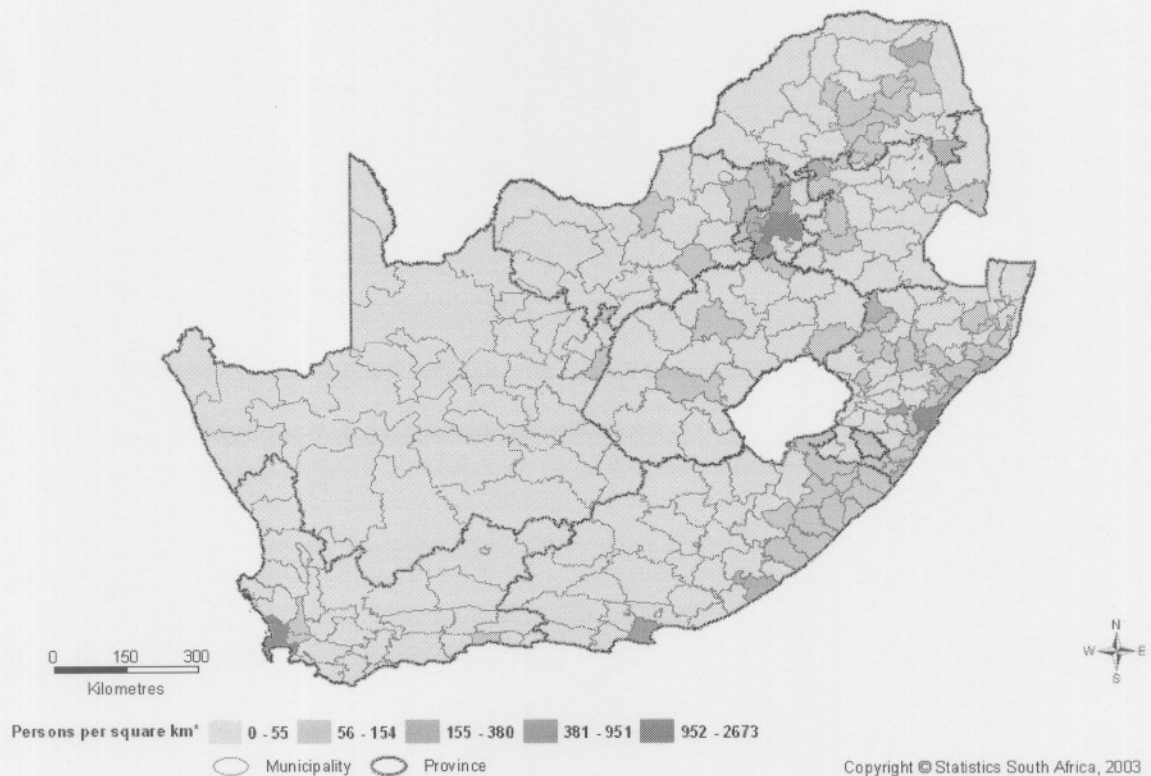 N
W E
S
0 150 300
Kilometres
Persons per square km* 0 - 55 56 - 154 155 - 380 381 - 951 952 - 2673
Municipality Province
Copyright © Statistics South Africa, 2003